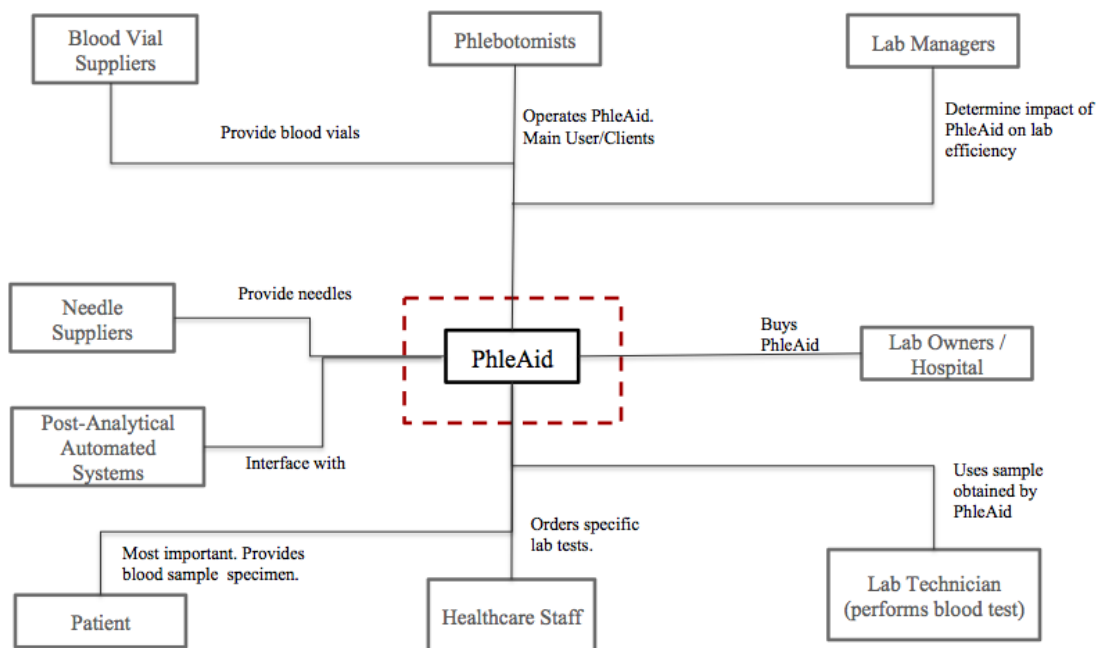 Blood Vial
Suppliers
Phlebotomists
Lab Managers
Provide blood vials
Operates PhleAid.
Main User/Clients
Determine impact of
PhleAid on lab
efficiency
Needle
Suppliers
Provide needles
PhleAid
Buys
PhleAid
Lab Owners /
Hospital
Post-Analytical
Automated
Systems
Interface with
Uses sample
obtained by
PhleAid
Most important. Provides
blood sample specimen.
Orders specific
lab tests.
Patient
Healthcare Staff
Lab Technician
(performs blood test)